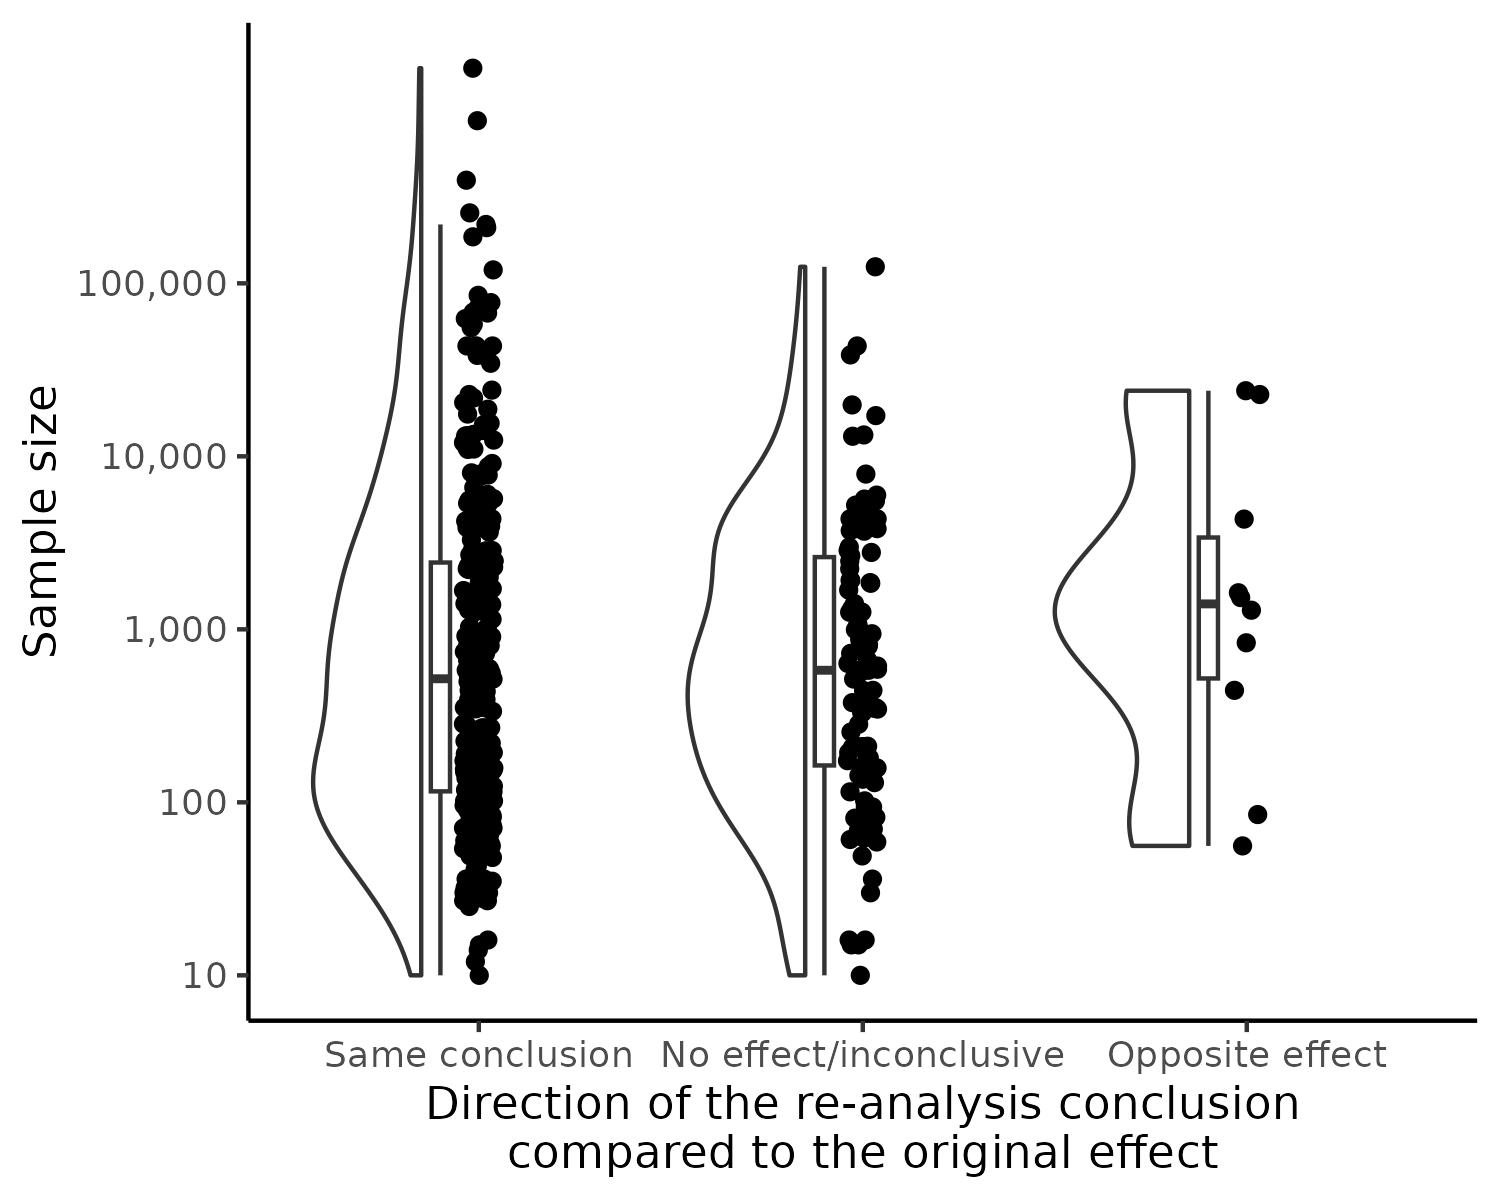 Sample size
100,000
10,000
1,000
100
10
Same conclusion
No effect/inconclusive
Opposite effect
Direction of the re-analysis conclusion
compared to the original effect